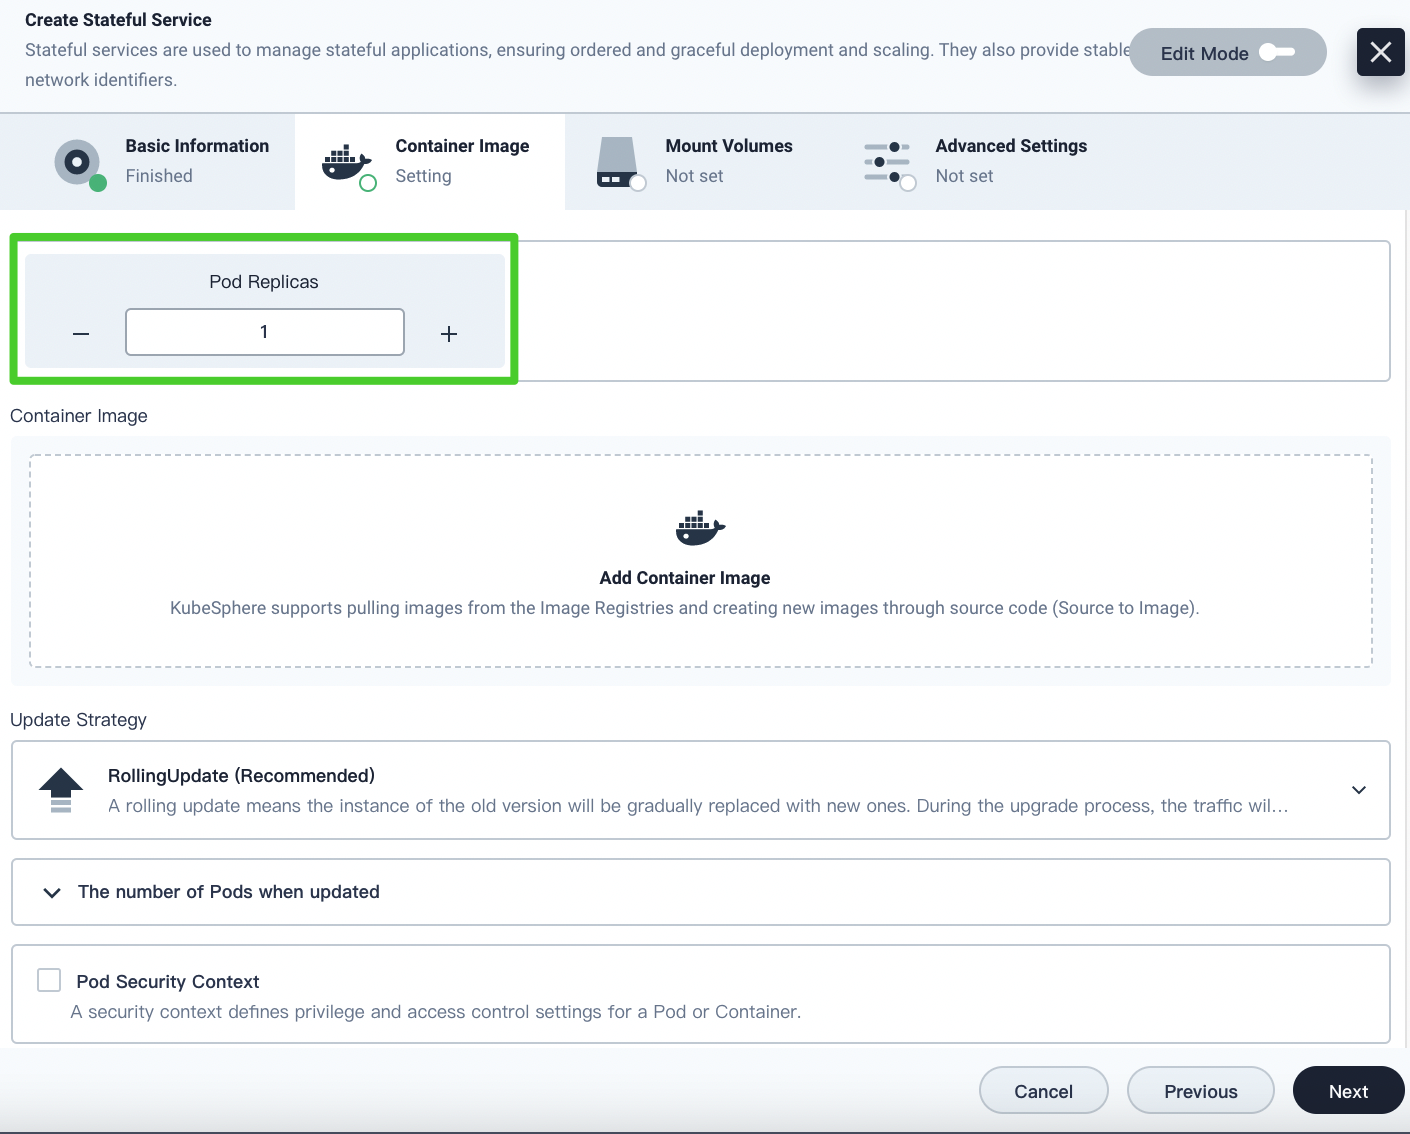 Create Stateful Service
Stateful services are used to manage stateful applications, ensuring ordered and graceful deployment and scaling. They also provide stable
network identifiers.
Edit Mode
Basic Information
Finished
Container Image
Setting
Mount Volumes
Not set
Advanced Settings
Not set
Pod Replicas
1
Container Image
Add Container Image
KubeSphere supports pulling images from the Image Registries and creating new images through source code (Source to Image).
Update Strategy
RollingUpdate (Recommended)
A rolling update means the instance of the old version will be gradually replaced with new ones. During the upgrade process, the traffic wil...
The number of Pods when updated
Pod Security Context
A security context defines privilege and access control settings for a Pod or Container.
Cancel
Previous
Next